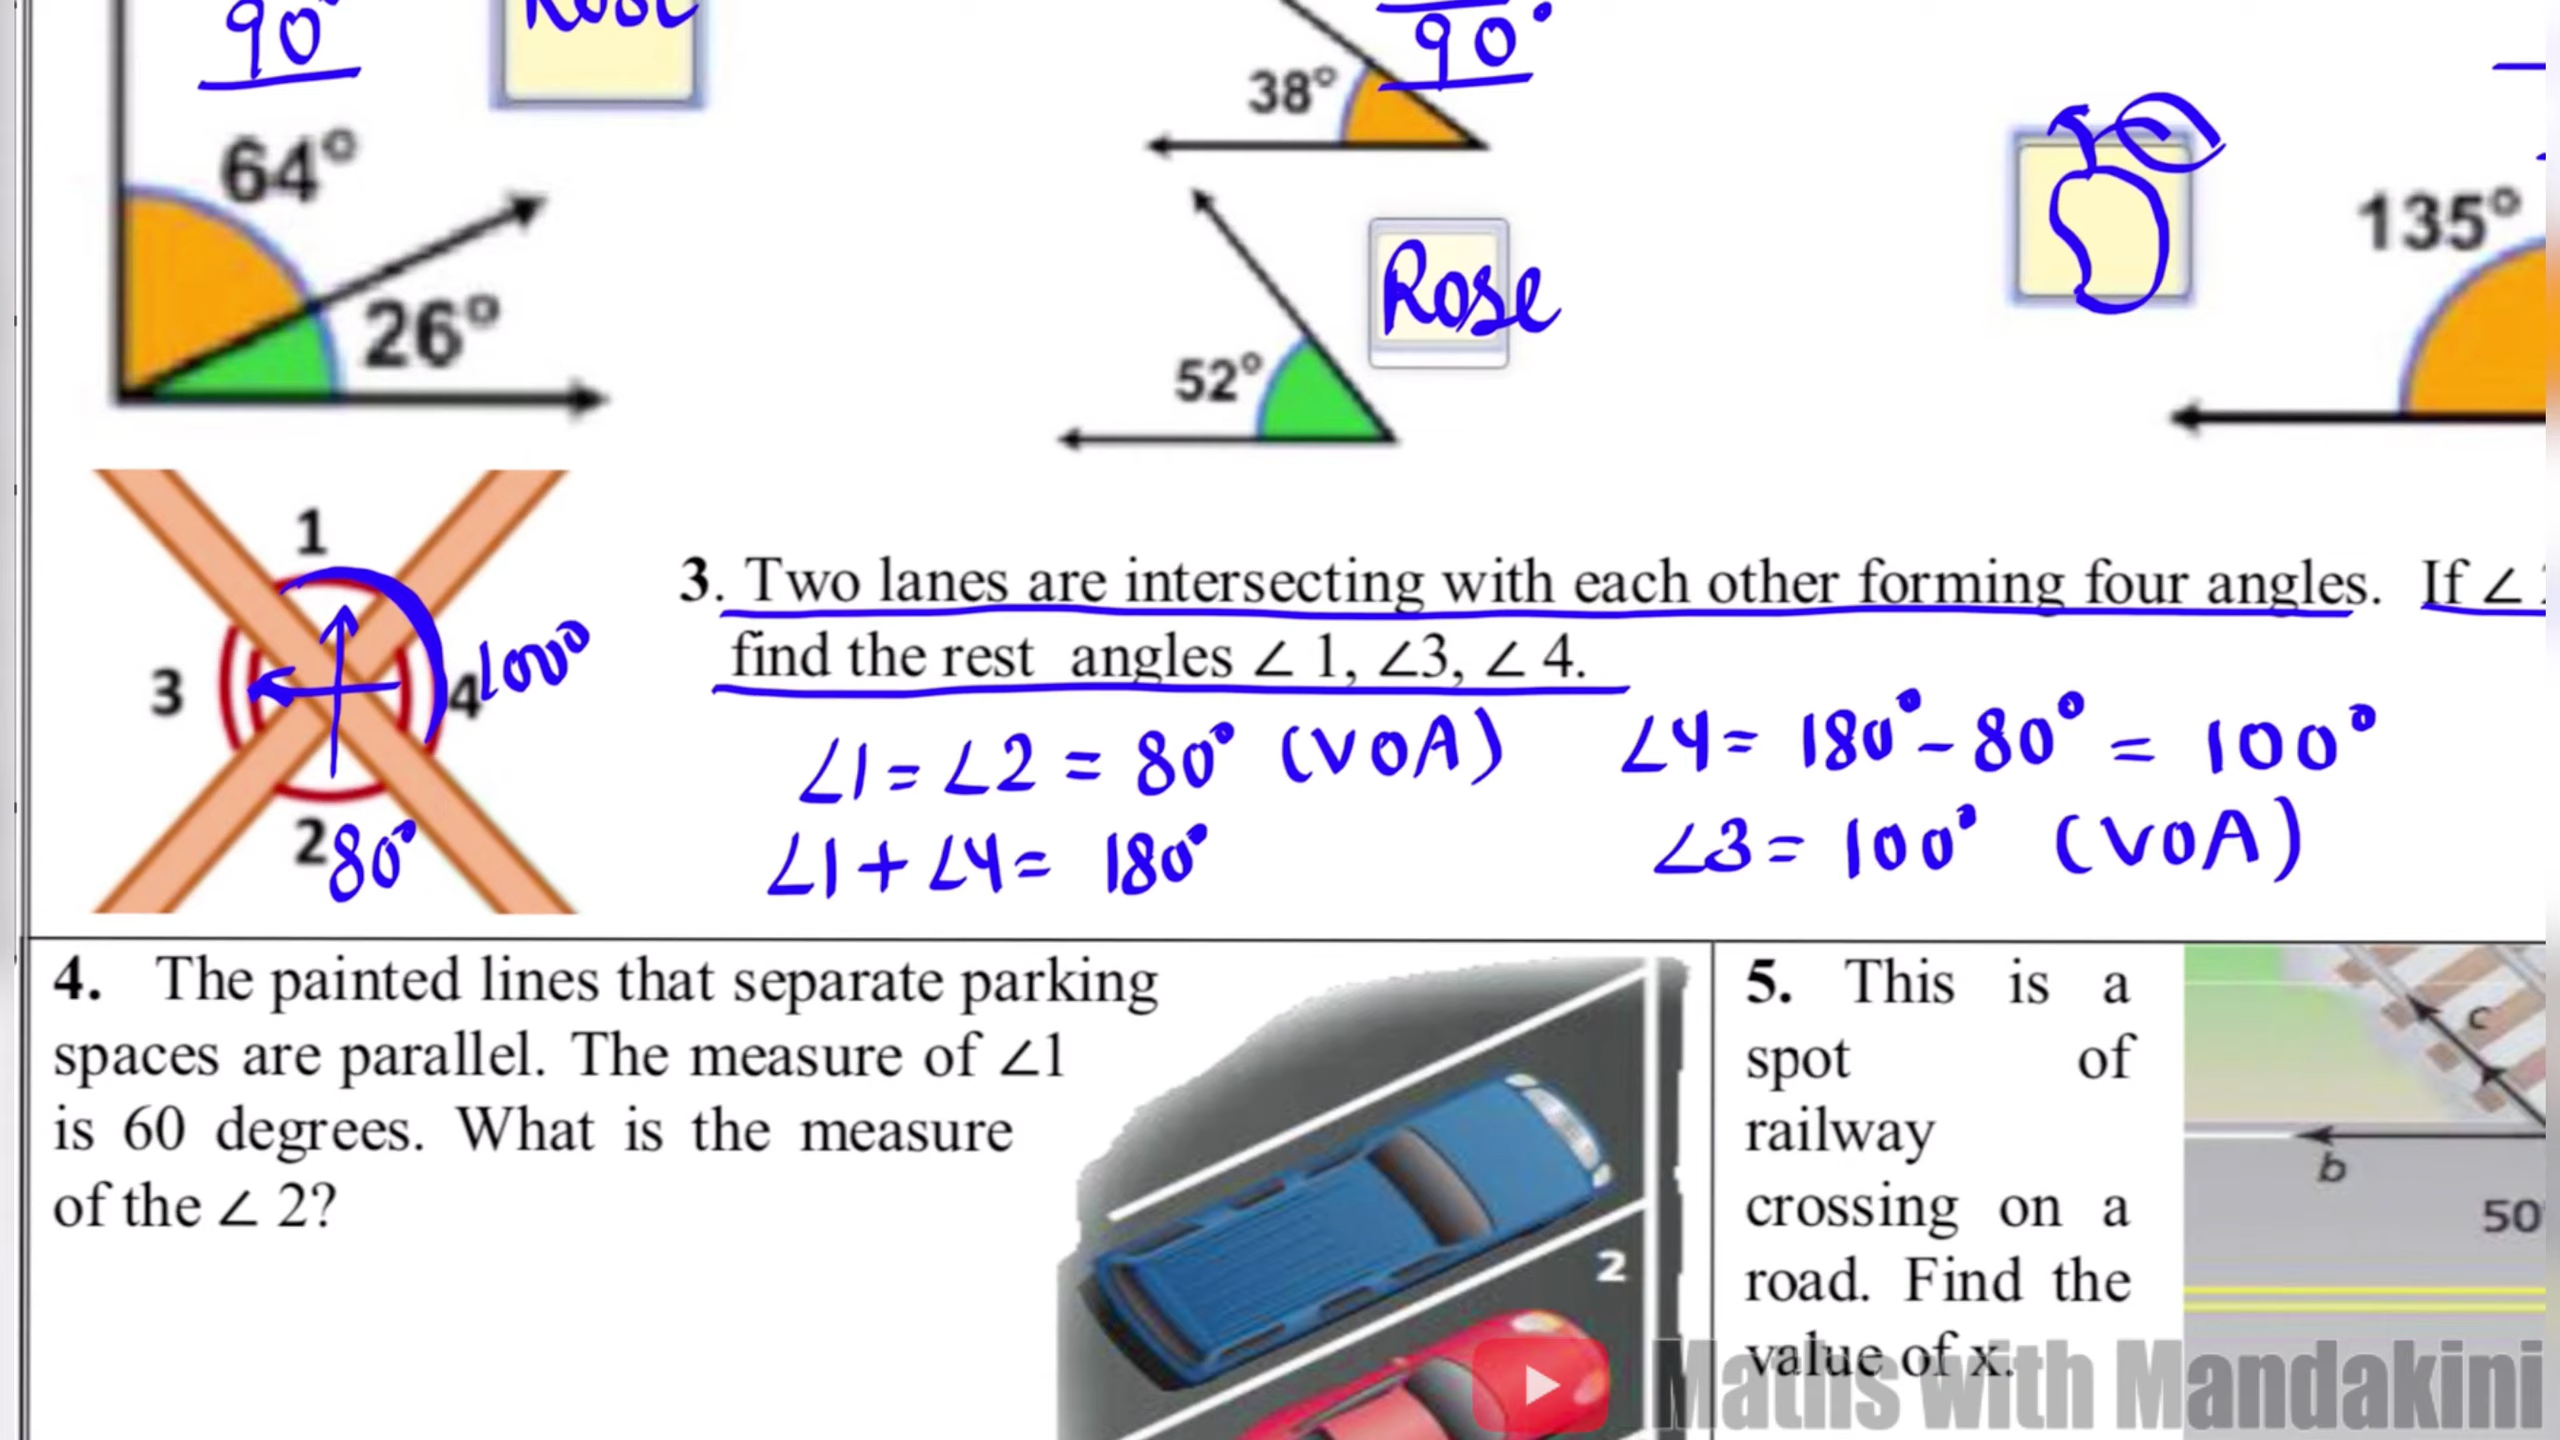 90°
Rose
90°
38°
64°
26°
Rose
52°
135°
1
3
4 100°
2 80°
3. Two lanes are intersecting with each other forming four angles. If ∠
find the rest angles ∠ 1, ∠3, ∠ 4.
∠1 = ∠2 = 80° (VOA)
∠1 + ∠4 = 180°
∠4 = 180° - 80° = 100°
∠3 = 100° (VOA)
4. The painted lines that separate parking
spaces are parallel. The measure of ∠1
is 60 degrees. What is the measure
of the ∠ 2?
2
5. This is a
spot of
railway
crossing on a
road. Find the
value of x.
c
b
50
Maths with Mandakini